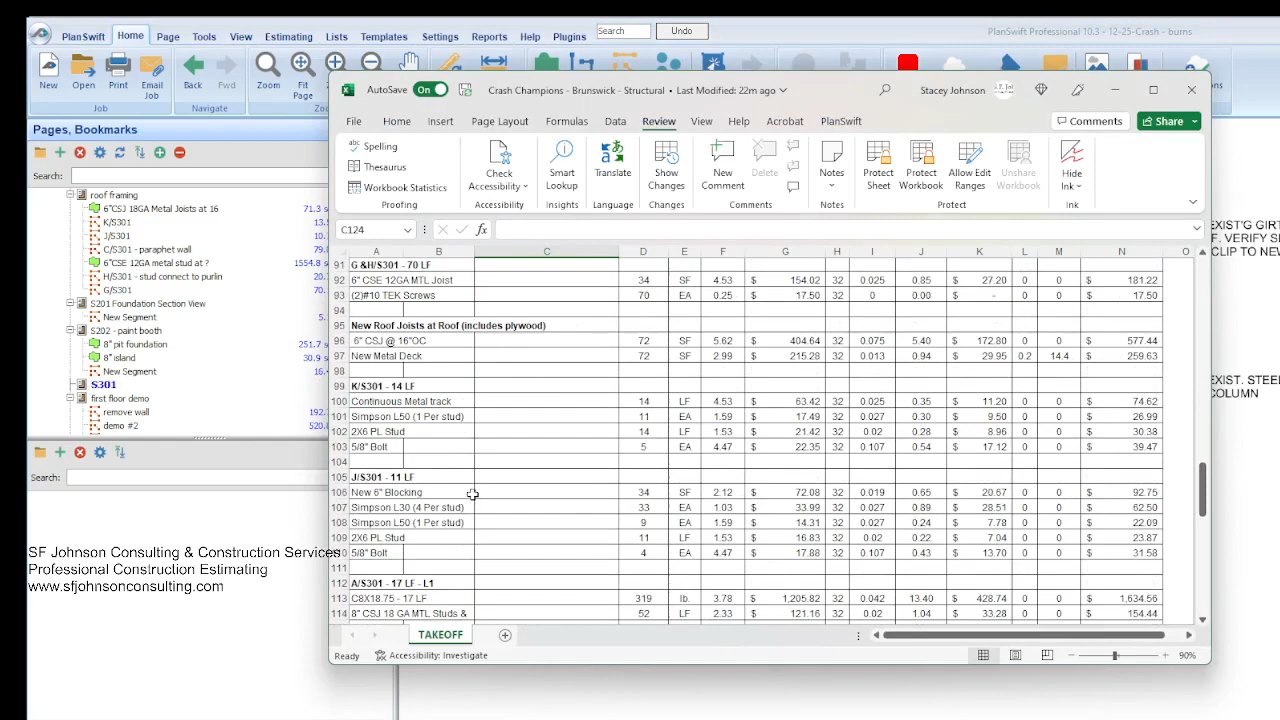 PlanSwift Home Page Tools View Estimating Lists Templates Settings Reports Help Plugins Search Undo PlanSwift Professional 10.3 - 12-25-Crash - burns
New Open Print Email Job Back Fwd Zoom Fit Page
Job Navigate
Pages, Bookmarks
Search:
roof framing
6"CSJ 18GA Metal Joists at 16 71.3
K/S301 13.
J/S301 10.
C/S301 - paraphet wall 79.
6"CSE 12GA metal stud at ? 1554.8
H/S301 - stud connect to purlin 20.
G/S301
S201 Foundation Section View
New Segment
S202 - paint booth
8" pit foundation 251.7
8" island 30.9
New Segment 16.
S301
first floor demo
remove wall 192.
demo #2 520.
Search:
SF Johnson Consulting & Construction Services
Professional Construction Estimating
www.sfjohnsonconsulting.com
AutoSave On Crash Champions - Brunswick - Structural • Last Modified: 22m ago Stacey Johnson
File Home Insert Page Layout Formulas Data Review View Help Acrobat PlanSwift Comments Share
Spelling
Thesaurus
Workbook Statistics
Check Accessibility
Smart Lookup
Translate
Show Changes
New Comment
Delete
Notes
Protect Sheet
Protect Workbook
Allow Edit Ranges
Unshare Workbook
Hide Ink
Proofing Accessibility Insights Language Changes Comments Notes Protect Ink
C124 fx
A B C D E F G H I J K L M N O
91 G &H/S301 - 70 LF
92 6" CSE 12GA MTL Joist 34 SF 4.53 $ 154.02 32 0.025 0.85 $ 27.20 0 0 $ 181.22
93 (2)#10 TEK Screws 70 EA 0.25 $ 17.50 32 0 0.00 $ - 0 0 $ 17.50
94
95 New Roof Joists at Roof (includes plywood)
96 6" CSJ @ 16"OC 72 SF 5.62 $ 404.64 32 0.075 5.40 $ 172.80 0 0 $ 577.44
97 New Metal Deck 72 SF 2.99 $ 215.28 32 0.013 0.94 $ 29.95 0.2 14.4 $ 259.63
98
99 K/S301 - 14 LF
100 Continuous Metal track 14 LF 4.53 $ 63.42 32 0.025 0.35 $ 11.20 0 0 $ 74.62
101 Simpson L50 (1 Per stud) 11 EA 1.59 $ 17.49 32 0.027 0.30 $ 9.50 0 0 $ 26.99
102 2X6 PL Stud 14 LF 1.53 $ 21.42 32 0.02 0.28 $ 8.96 0 0 $ 30.38
103 5/8" Bolt 5 EA 4.47 $ 22.35 32 0.107 0.54 $ 17.12 0 0 $ 39.47
104
105 J/S301 - 11 LF
106 New 6" Blocking 34 SF 2.12 $ 72.08 32 0.019 0.65 $ 20.67 0 0 $ 92.75
107 Simpson L30 (4 Per stud) 33 EA 1.03 $ 33.99 32 0.027 0.89 $ 28.51 0 0 $ 62.50
108 Simpson L50 (1 Per stud) 9 EA 1.59 $ 14.31 32 0.027 0.24 $ 7.78 0 0 $ 22.09
109 2X6 PL Stud 11 LF 1.53 $ 16.83 32 0.02 0.22 $ 7.04 0 0 $ 23.87
5/8" Bolt 4 EA 4.47 $ 17.88 32 0.107 0.43 $ 13.70 0 0 $ 31.58
111
112 A/S301 - 17 LF - L1
113 C8X18.75 - 17 LF 319 lb. 3.78 $ 1,205.82 32 0.042 13.40 $ 428.74 0 0 $ 1,634.56
114 8" CSJ 18 GA MTL Studs & 52 LF 2.33 $ 121.16 32 0.02 1.04 $ 33.28 0 0 $ 154.44
TAKEOFF
Ready Accessibility: Investigate 90%
EXIST'G GIRT
F. VERIFY S
CLIP TO NEW
EXIST. STEE
COLUMN